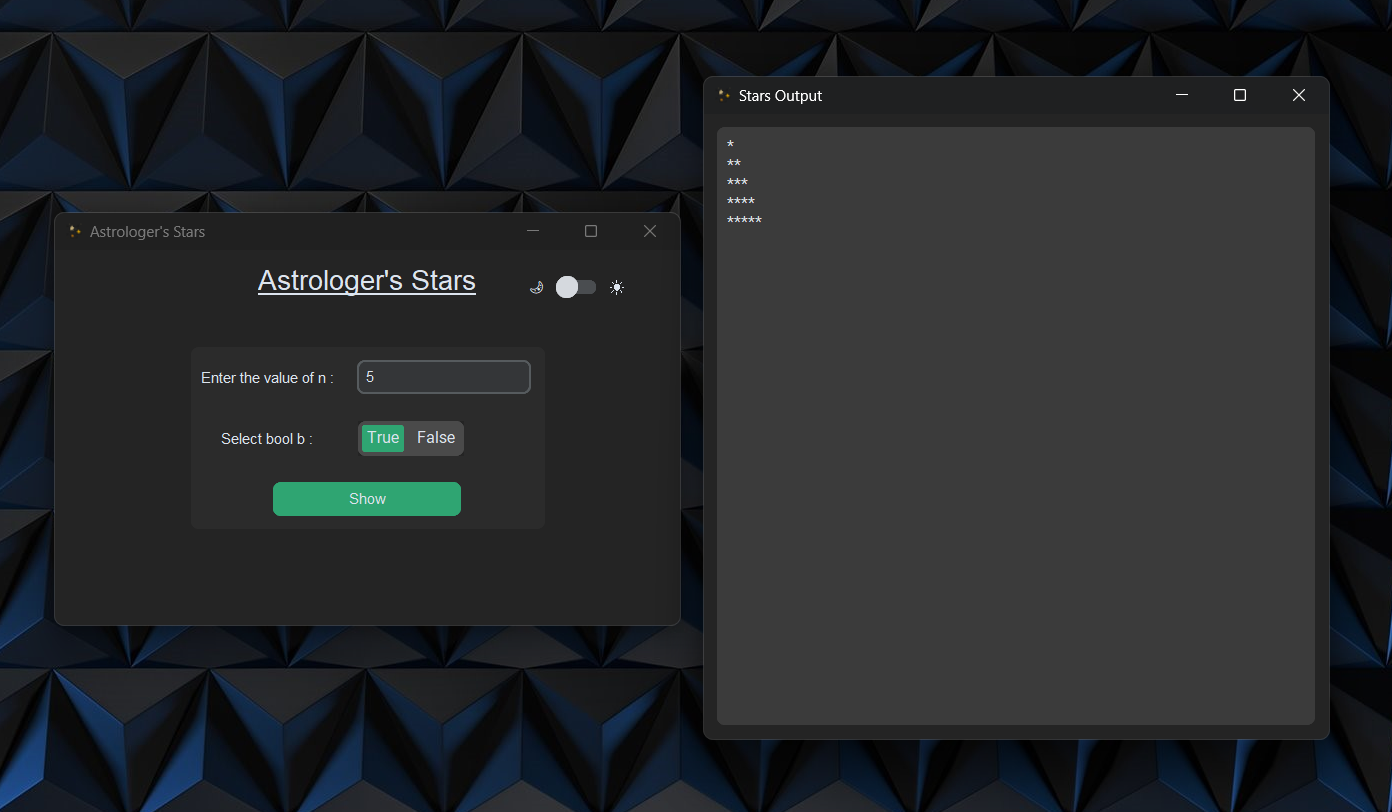 Astrologer's Stars
Astrologer's Stars
Enter the value of n :
5
Select bool b :
True False
Show
Stars Output
*
**
***
****
*****